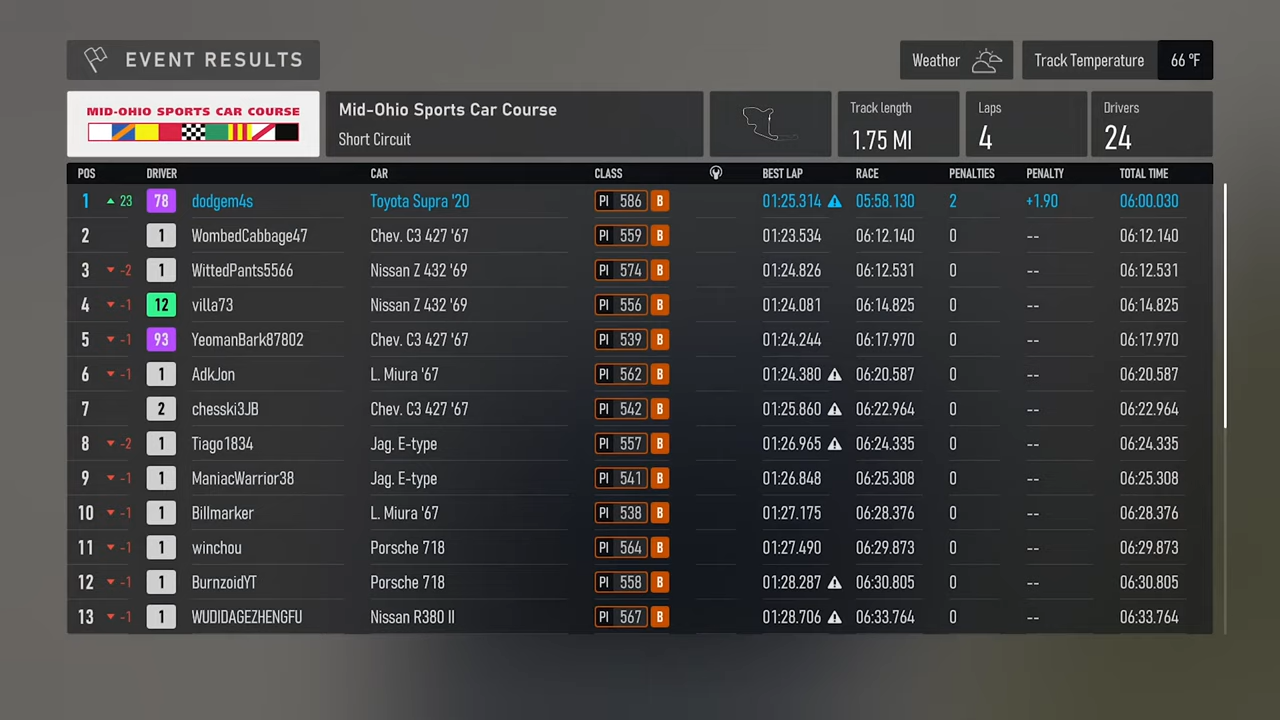 EVENT RESULTS
Weather
Track Temperature 66 °F
MID-OHIO SPORTS CAR COURSE
Mid-Ohio Sports Car Course
Short Circuit
Track length
1.75 MI
Laps
4
Drivers
24
POS DRIVER CAR CLASS BEST LAP RACE PENALTIES PENALTY TOTAL TIME
1 ▲ 23 78 dodgem4s Toyota Supra '20 PI 586 B 01:25.314 05:58.130 2 +1.90 06:00.030
2 1 WombedCabbage47 Chev. C3 427 '67 PI 559 B 01:23.534 06:12.140 0 -- 06:12.140
3 ▼ -2 1 WittedPants5566 Nissan Z 432 '69 PI 574 B 01:24.826 06:12.531 0 -- 06:12.531
4 ▼ -1 12 villa73 Nissan Z 432 '69 PI 556 B 01:24.081 06:14.825 0 -- 06:14.825
5 ▼ -1 93 YeomanBark87802 Chev. C3 427 '67 PI 539 B 01:24.244 06:17.970 0 -- 06:17.970
6 ▼ -1 1 AdkJon L. Miura '67 PI 562 B 01:24.380 06:20.587 0 -- 06:20.587
7 2 chesski3JB Chev. C3 427 '67 PI 542 B 01:25.860 06:22.964 0 -- 06:22.964
8 ▼ -2 1 Tiago1834 Jag. E-type PI 557 B 01:26.965 06:24.335 0 -- 06:24.335
9 ▼ -1 1 ManiacWarrior38 Jag. E-type PI 541 B 01:26.848 06:25.308 0 -- 06:25.308
10 ▼ -1 1 Billmarker L. Miura '67 PI 538 B 01:27.175 06:28.376 0 -- 06:28.376
11 ▼ -1 1 winchou Porsche 718 PI 564 B 01:27.490 06:29.873 0 -- 06:29.873
12 ▼ -1 1 BurnzoidYT Porsche 718 PI 558 B 01:28.287 06:30.805 0 -- 06:30.805
13 ▼ -1 1 WUDIDAGEZHENGFU Nissan R380 II PI 567 B 01:28.706 06:33.764 0 -- 06:33.764